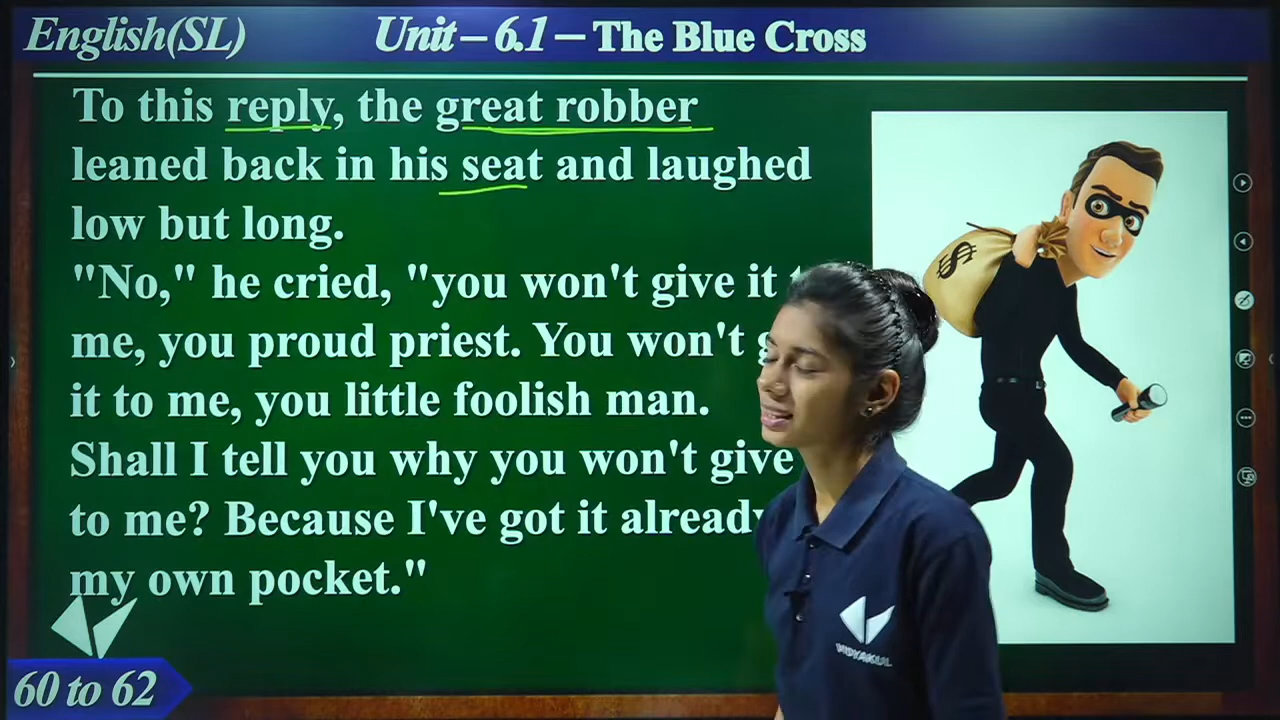 English(SL)
Unit – 6.1 – The Blue Cross
To this reply, the great robber
leaned back in his seat and laughed
low but long.
"No," he cried, "you won't give it
me, you proud priest. You won't
it to me, you little foolish man.
Shall I tell you why you won't give
to me? Because I've got it already
my own pocket."
$
VIDYAKUL
60 to 62